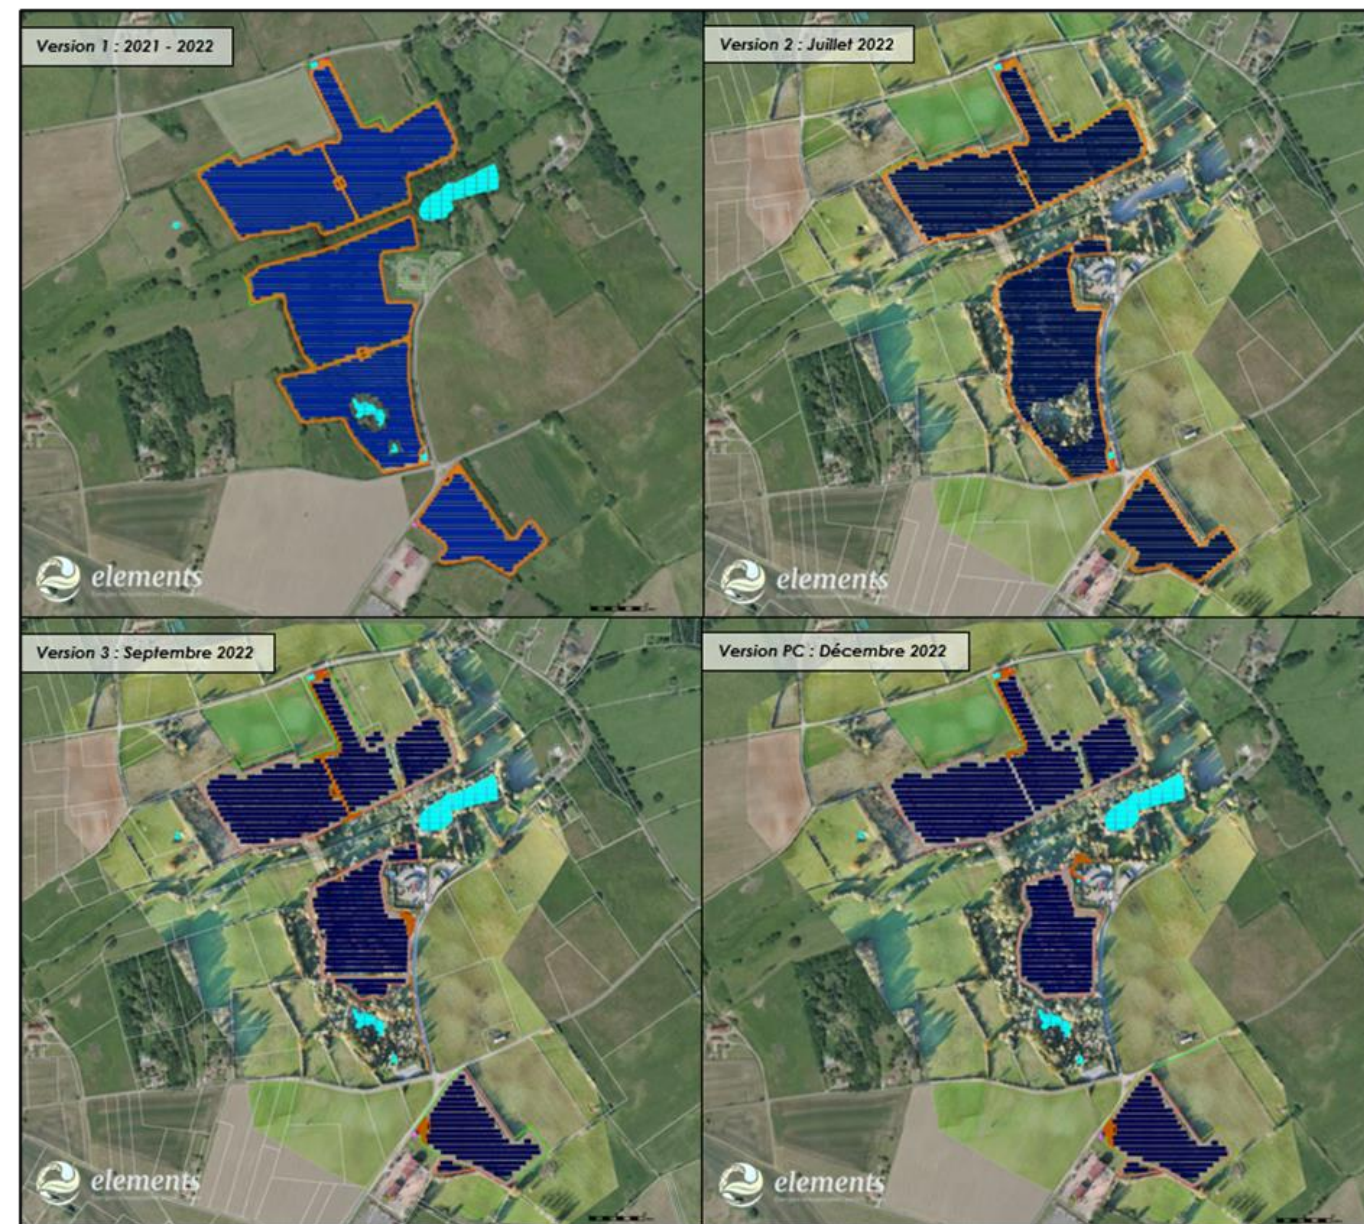 Version 1 : 2021 - 2022
Version 2 : Juillet 2022
elements
elements
Version 3 : Septembre 2022
Version PC : Décembre 2022
elements
elements